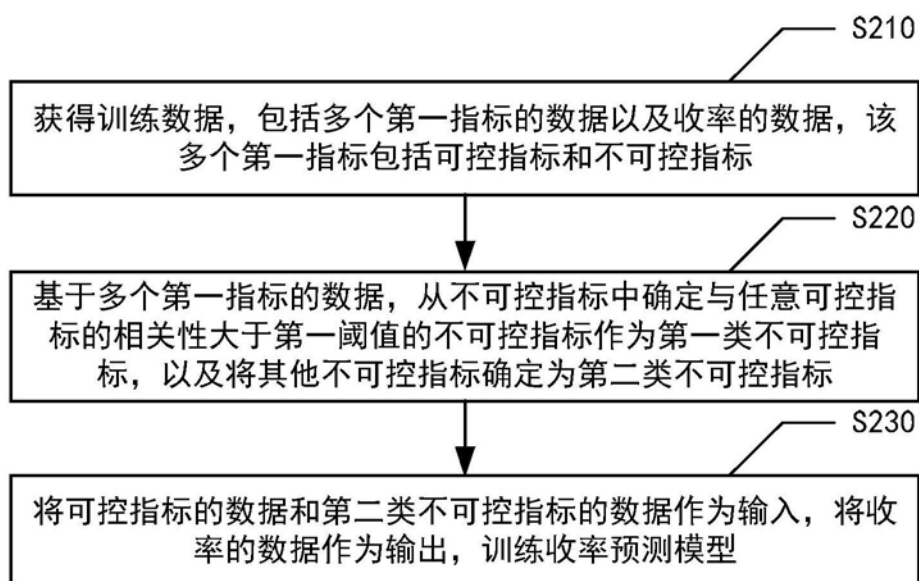 S210
获得训练数据，包括多个第一指标的数据以及收率的数据，该
多个第一指标包括可控指标和不可控指标
S220
基于多个第一指标的数据，从不可控指标中确定与任意可控指
标的相关性大于第一阈值的不可控指标作为第一类不可控指
标，以及将其他不可控指标确定为第二类不可控指标
S230
将可控指标的数据和第二类不可控指标的数据作为输入，将收
率的数据作为输出，训练收率预测模型